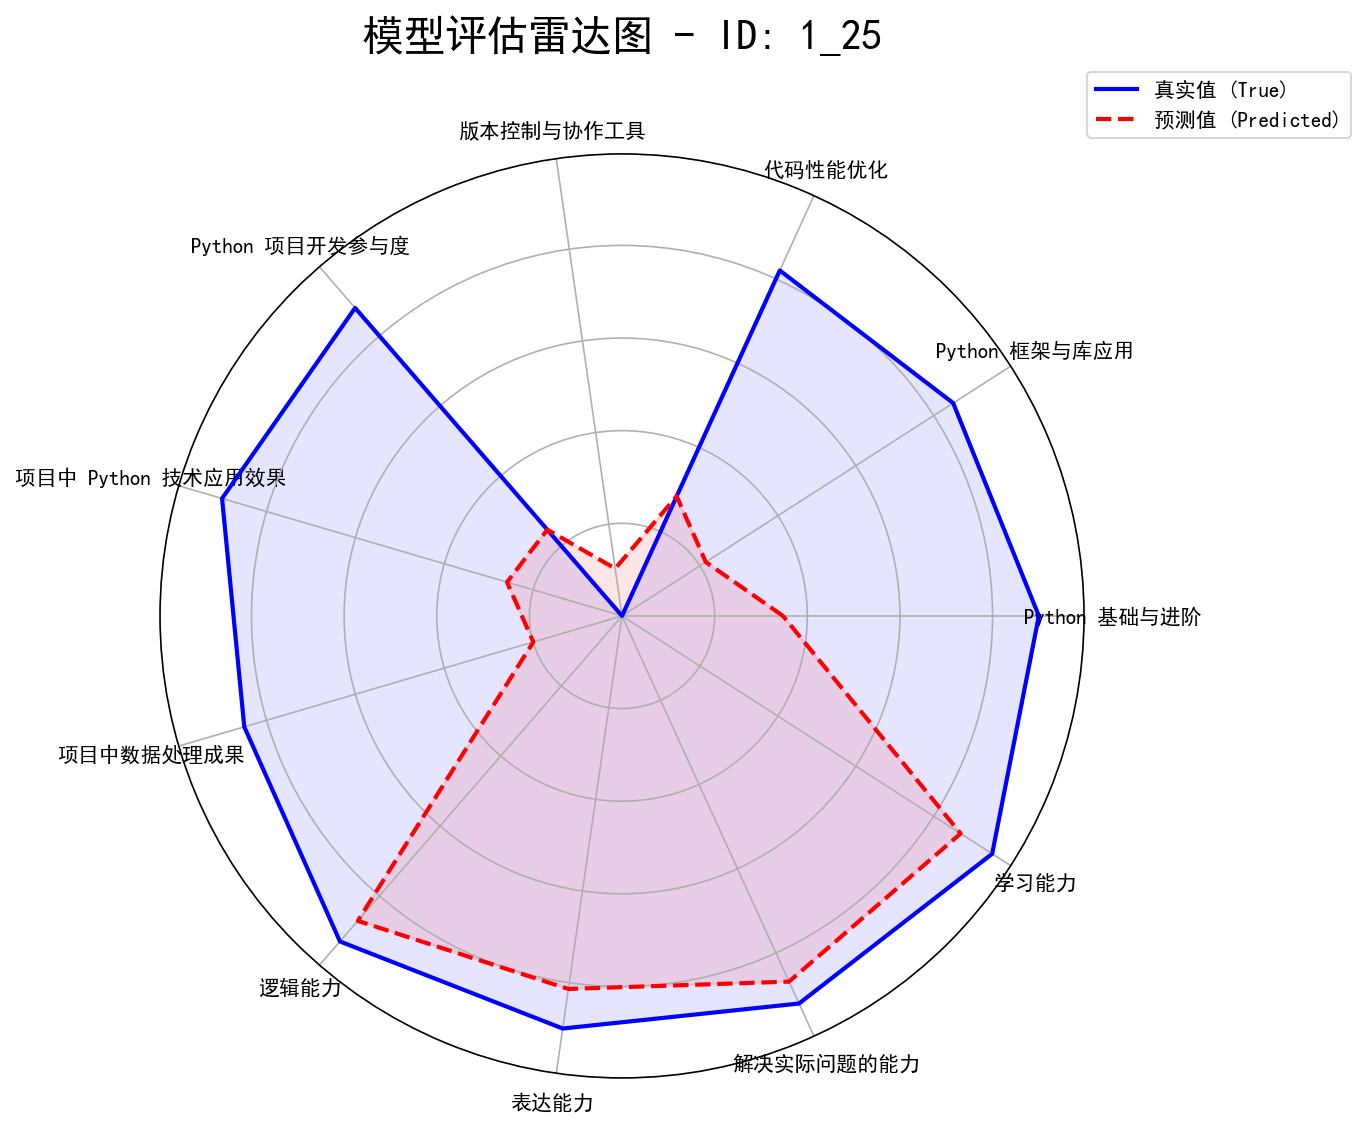 模型评估雷达图 - ID: 1_25
真实值 (True)
预测值 (Predicted)
版本控制与协作工具
代码性能优化
Python 项目开发参与度
Python 框架与库应用
项目中 Python 技术应用效果
Python 基础与进阶
项目中数据处理成果
学习能力
逻辑能力
解决实际问题的能力
表达能力